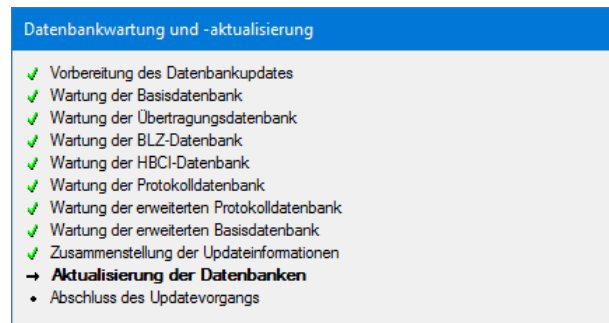 Datenbankwartung und -aktualisierung
Vorbereitung des Datenbankupdates
Wartung der Basisdatenbank
Wartung der Übertragungsdatenbank
Wartung der BLZ-Datenbank
Wartung der HBCI-Datenbank
Wartung der Protokolldatenbank
Wartung der erweiterten Protokolldatenbank
Wartung der erweiterten Basisdatenbank
Zusammenstellung der Updateinformationen
Aktualisierung der Datenbanken
Abschluss des Updatevorgangs